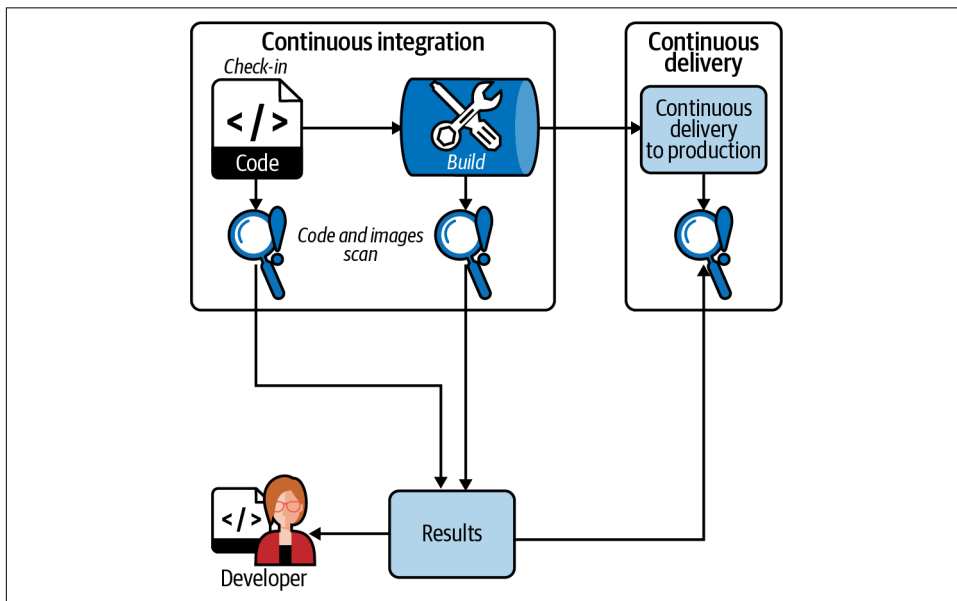 Continuous integration
Check-in
</>
Code
Build
Code and images
scan
Continuous
delivery
Continuous
delivery
to production
</>
Developer
Results